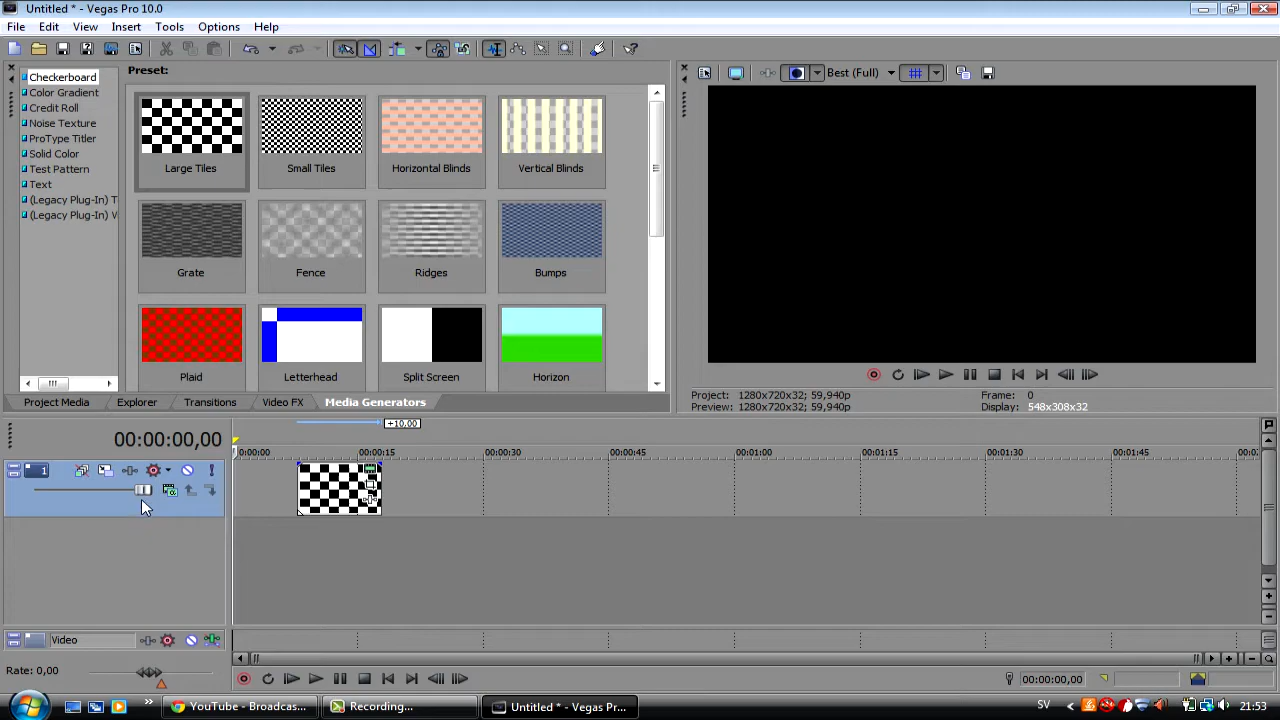 Untitled * - Vegas Pro 10.0
File Edit View Insert Tools Options Help
Checkerboard
Color Gradient
Credit Roll
Noise Texture
ProType Titler
Solid Color
Test Pattern
Text
(Legacy Plug-In) T
(Legacy Plug-In) V
Preset:
Large Tiles
Small Tiles
Horizontal Blinds
Vertical Blinds
Grate
Fence
Ridges
Bumps
Plaid
Letterhead
Split Screen
Horizon
Project Media
Explorer
Transitions
Video FX
Media Generators
Best (Full)
Project: 1280x720x32; 59,940p
Preview: 1280x720x32; 59,940p
Frame: 0
Display: 548x308x32
00:00:00,00
+10.00
0:00:00 00:00:15 00:00:30 00:00:45 00:01:00 00:01:15 00:01:30 00:01:45
1
Video
Rate: 0,00
00:00:00,00
YouTube - Broadcas...
Recording...
Untitled * - Vegas Pr...
SV
21:53